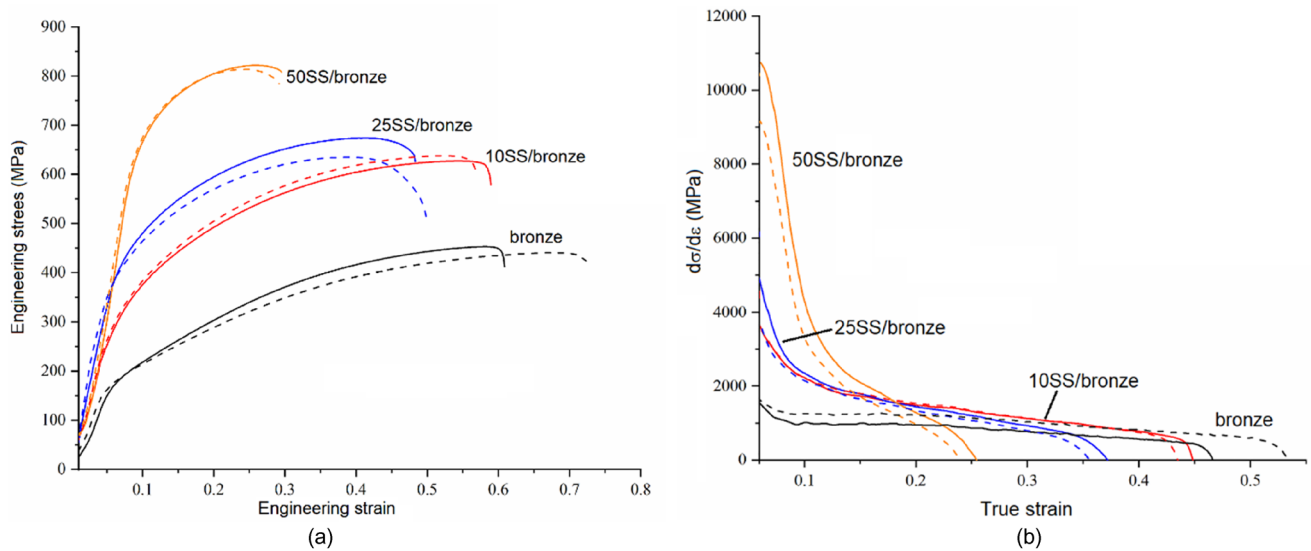 900
800
700
600
500
400
300
200
100
0
0.1
0.2
0.3
0.4
0.5
0.6
0.7
0.8
Engineering strees (MPa)
Engineering strain
50SS/bronze
25SS/bronze
10SS/bronze
bronze
(a)
12000
10000
8000
6000
4000
2000
0
0.1
0.2
0.3
0.4
0.5
dσ/dε (MPa)
True strain
50SS/bronze
25SS/bronze
10SS/bronze
bronze
(b)